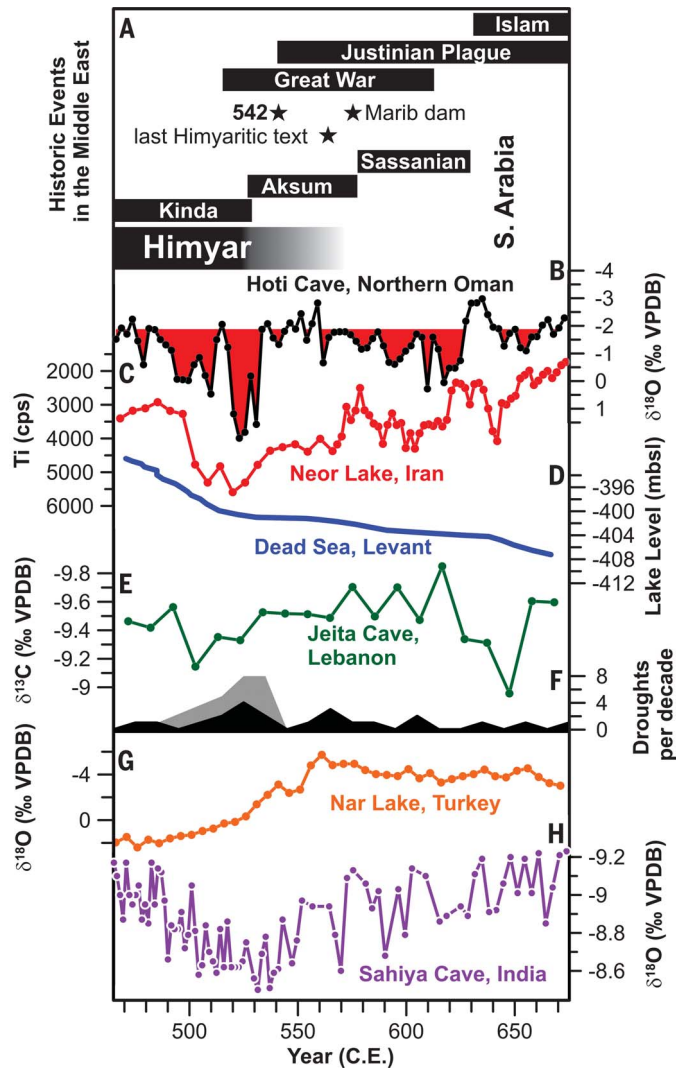 A
Islam
Justinian Plague
Great War
542★ ★Marib dam
last Himyaritic text ★
Sassanian
Aksum
Kinda
Himyar
S. Arabia
Historic Events
in the Middle East
B
Hoti Cave, Northern Oman
-4
-3
-2
-1
0
1
δ18O (‰ VPDB)
C
2000
3000
4000
5000
6000
Ti (cps)
Neor Lake, Iran
D
-396
-400
-404
-408
-412
Lake Level (mbsl)
Dead Sea, Levant
E
-9.8
-9.6
-9.4
-9.2
-9
δ13C (‰ VPDB)
Jeita Cave,
Lebanon
F
8
4
0
Droughts
per decade
G
-4
0
δ18O (‰ VPDB)
Nar Lake, Turkey
H
-9.2
-9
-8.8
-8.6
δ18O (‰ VPDB)
Sahiya Cave, India
500 550 600 650
Year (C.E.)